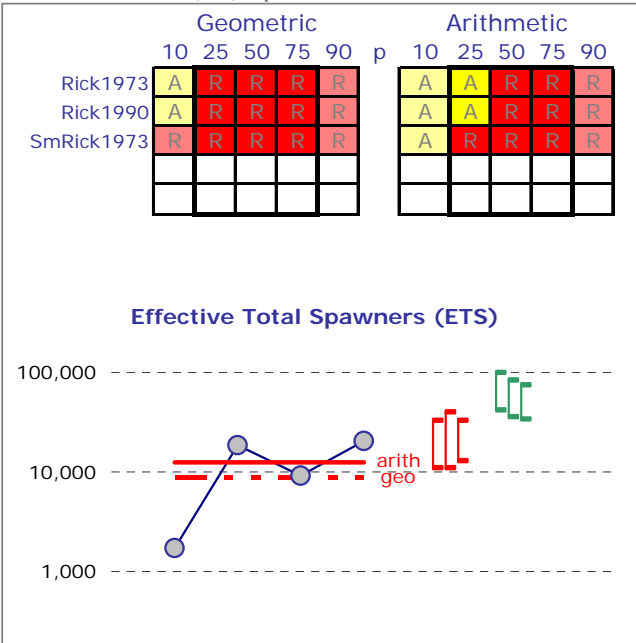 Geometric Arithmetic
10 25 50 75 90 p 10 25 50 75 90
Rick1973 A R R R R A A R R R
Rick1990 A R R R R A A R R R
SmRick1973 R R R R R A R R R R
Effective Total Spawners (ETS)
100,000
arith
10,000
geo
1,000